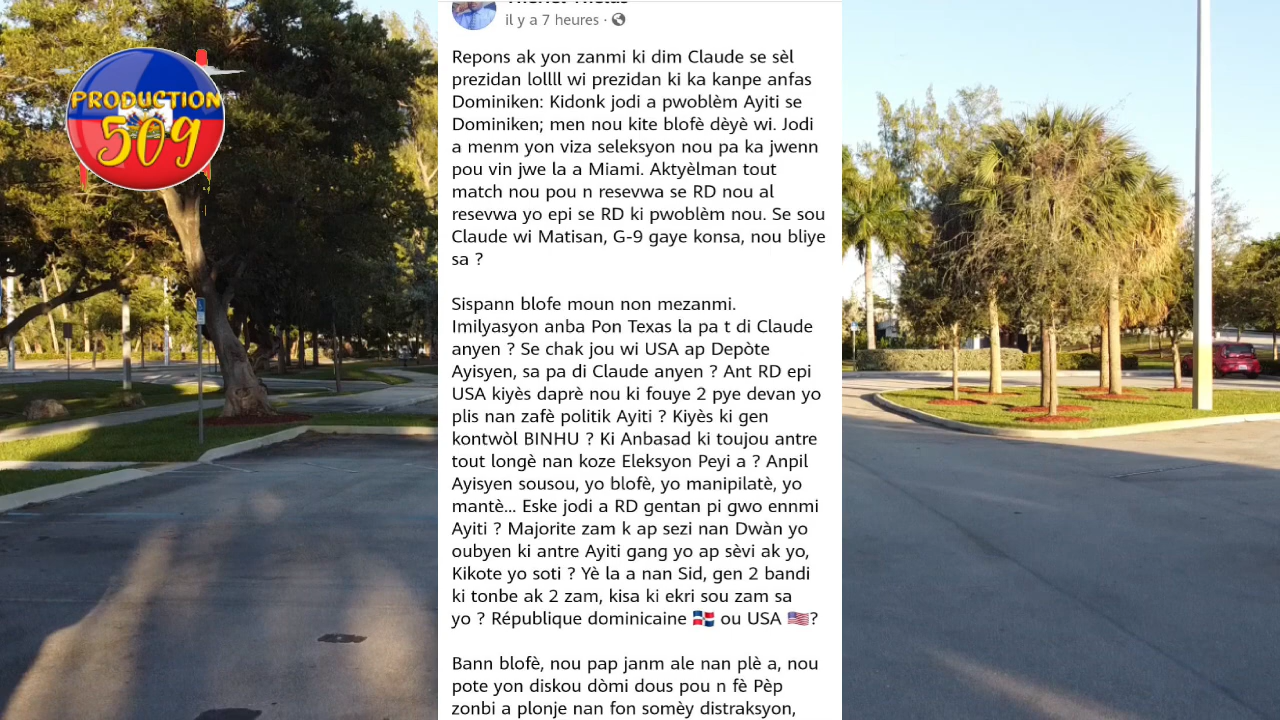 PRODUCTION
509
il y a 7 heures ·
Repons ak yon zanmi ki dim Claude se sèl
prezidan lollll wi prezidan ki ka kanpe anfas
Dominiken: Kidonk jodi a pwoblèm Ayiti se
Dominiken; men nou kite blofè dèyè wi. Jodi
a menm yon viza seleksyon nou pa ka jwenn
pou vin jwe la a Miami. Aktyèlman tout
match nou pou n resevwa se RD nou al
resevwa yo epi se RD ki pwoblèm nou. Se sou
Claude wi Matisan, G-9 gaye konsa, nou bliye
sa ?
Sispann blofe moun non mezanmi.
Imilyasyon anba Pon Texas la pa t di Claude
anyen ? Se chak jou wi USA ap Depòte
Ayisyen, sa pa di Claude anyen ? Ant RD epi
USA kiyès daprè nou ki fouye 2 pye devan yo
plis nan zafè politik Ayiti ? Kiyès ki gen
kontwòl BINHU ? Ki Anbasad ki toujou antre
tout longè nan koze Eleksyon Peyi a ? Anpil
Ayisyen sousou, yo blofè, yo manipilatè, yo
mantè... Eske jodi a RD gentan pi gwo ennmi
Ayiti ? Majorite zam k ap sezi nan Dwàn yo
oubyen ki antre Ayiti gang yo ap sèvi ak yo,
Kikote yo soti ? Yè la a nan Sid, gen 2 bandi
ki tonbe ak 2 zam, kisa ki ekri sou zam sa
yo ? République dominicaine 🇩🇴 ou USA 🇺🇸?
Bann blofè, nou pap janm ale nan plè a, nou
pote yon diskou dòmi dous pou n fè Pèp
zonbi a plonje nan fon somèy distraksyon,